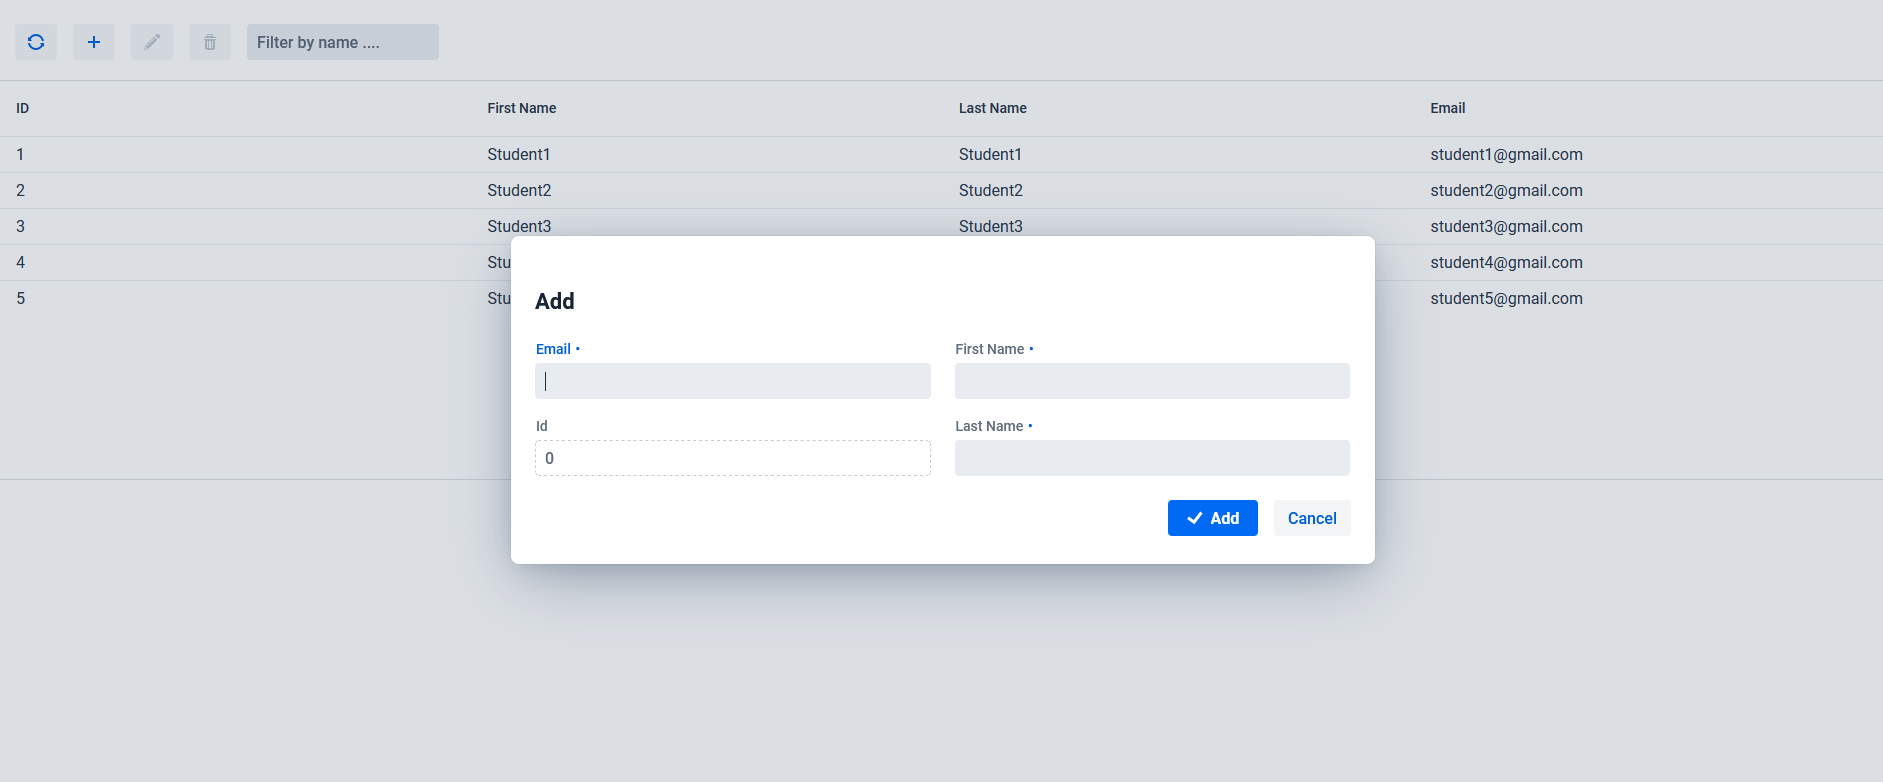 Filter by name ....
ID First Name Last Name Email
1 Student1 Student1 student1@gmail.com
2 Student2 Student2 student2@gmail.com
3 Student3 Student3 student3@gmail.com
4 Stu student4@gmail.com
5 Stu student5@gmail.com
Add
Email • First Name •
Id Last Name •
0
Add Cancel